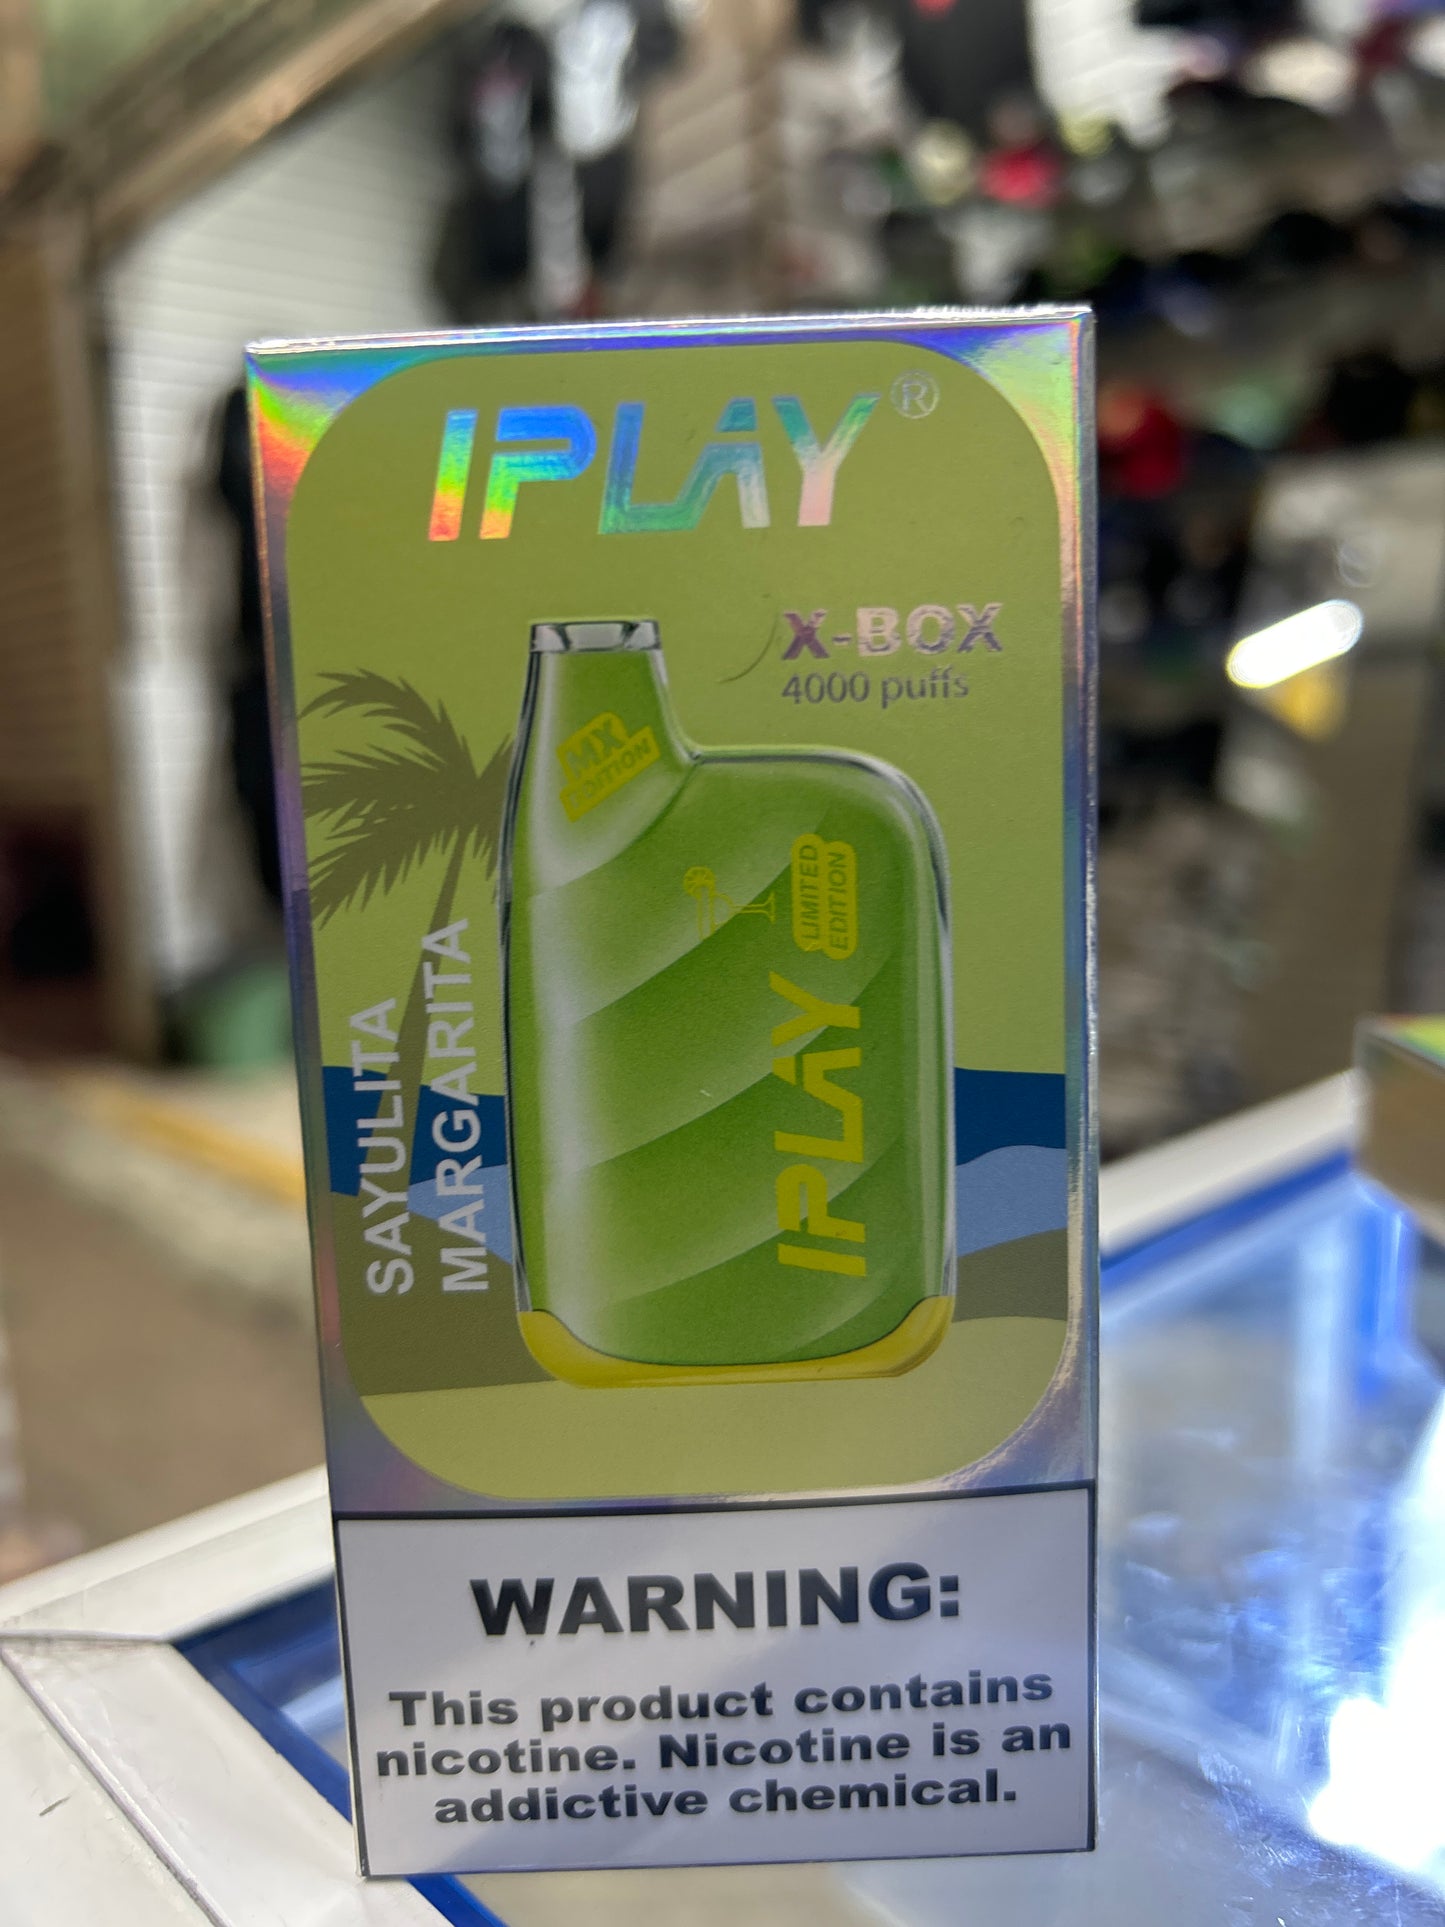 IPLAY®
X-BOX
4000 puffs
MX
EDITION
LIMITED
EDITION
IPLAY
SAYULITA
MARGARITA
WARNING:
This product contains
nicotine. Nicotine is an
addictive chemical.